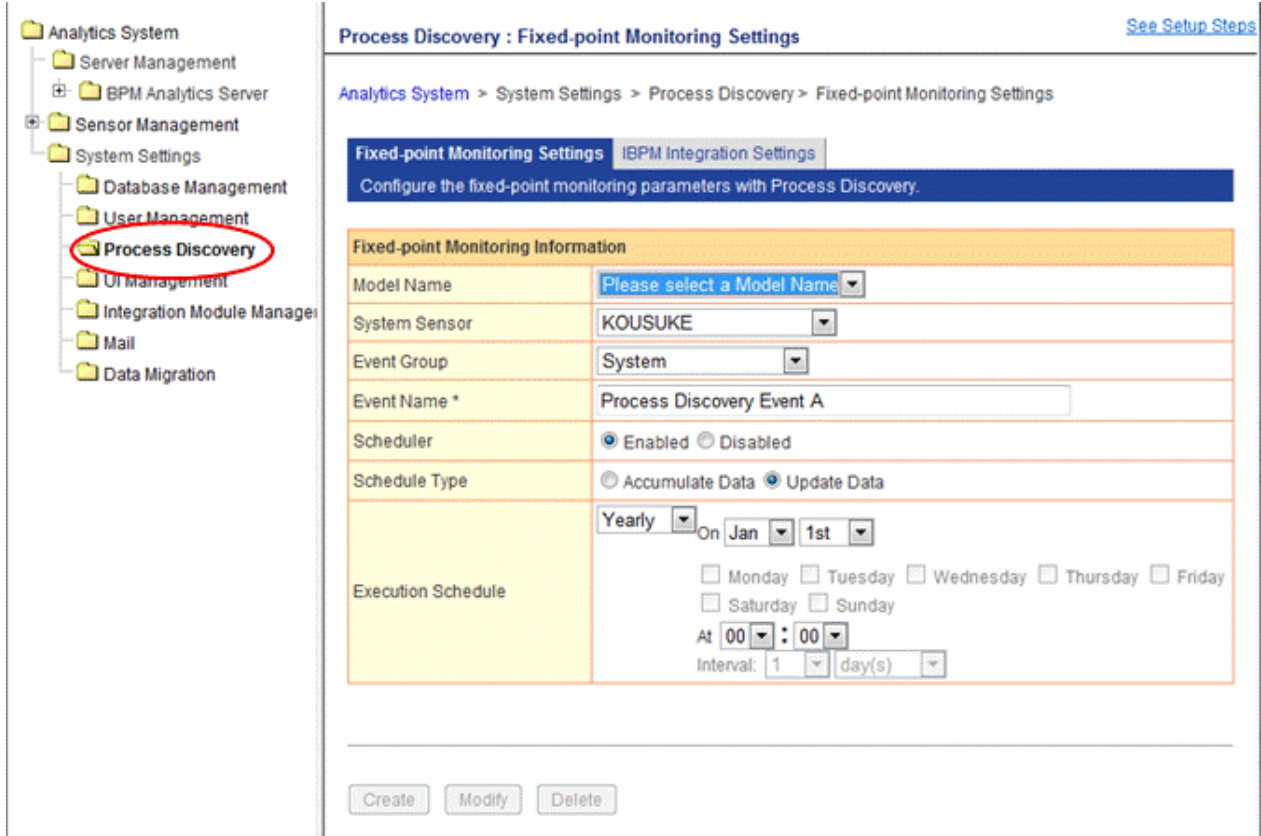 Analytics System
Server Management
BPM Analytics Server
Sensor Management
System Settings
Database Management
User Management
Process Discovery
UI Management
Integration Module Manage
Mail
Data Migration
See Setup Steps
Process Discovery : Fixed-point Monitoring Settings
Analytics System > System Settings > Process Discovery > Fixed-point Monitoring Settings
Fixed-point Monitoring Settings IBPM Integration Settings
Configure the fixed-point monitoring parameters with Process Discovery.
Fixed-point Monitoring Information
Model Name Please select a Model Name
System Sensor KOUSUKE
Event Group System
Event Name * Process Discovery Event A
Scheduler Enabled Disabled
Schedule Type Accumulate Data Update Data
Execution Schedule
Yearly On Jan 1st
Monday Tuesday Wednesday Thursday Friday
Saturday Sunday
At 00 : 00
Interval: 1 day(s)
Create Modify Delete